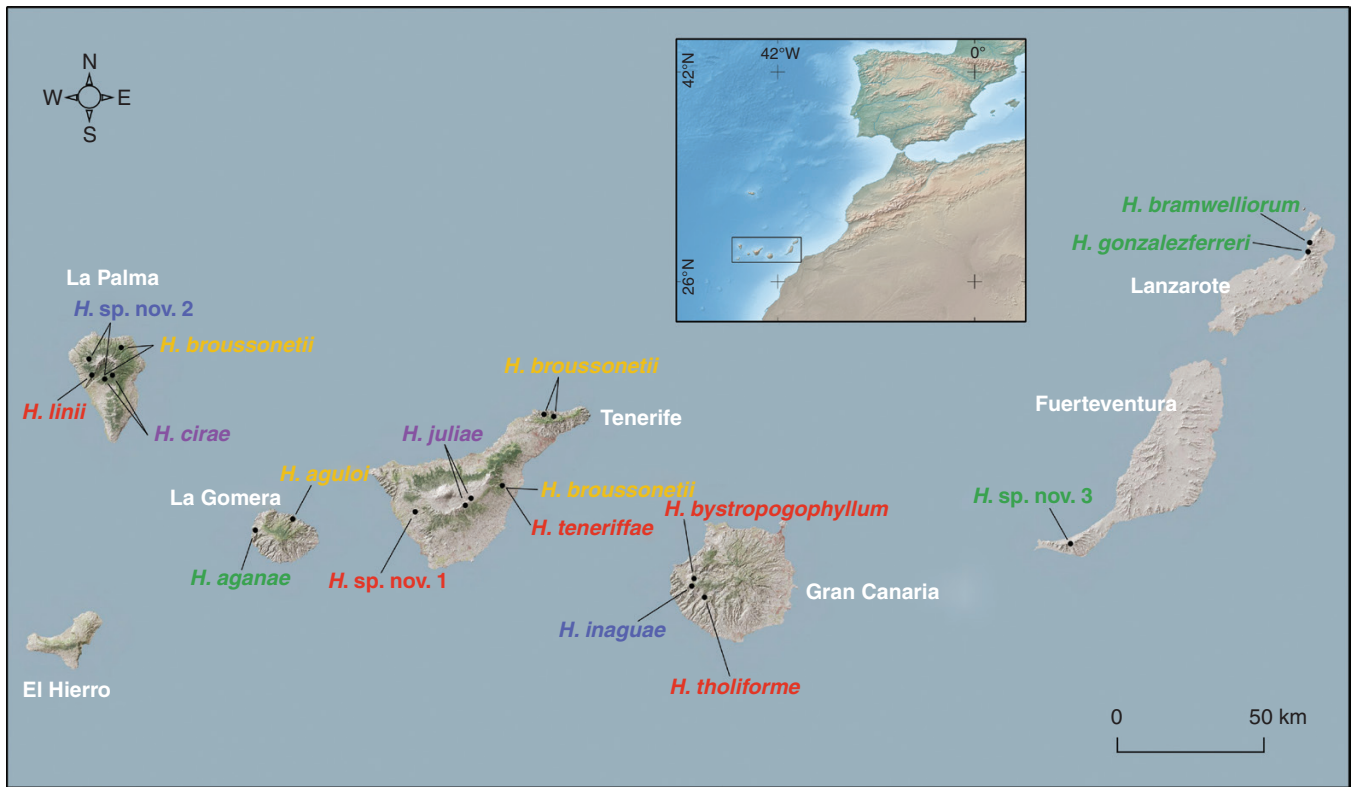 N
W E
S
42°W
0°
42°N
26°N
H. bramwelliorum
H. gonzalezferreri
Lanzarote
La Palma
H. sp. nov. 2
H. broussonetii
H. linii
H. cirae
H. broussonetii
Tenerife
Fuerteventura
H. juliae
H. aguloi
La Gomera
H. broussonetii
H. sp. nov. 3
H. bystropogophyllum
H. teneriffae
H. aganae
H. sp. nov. 1
Gran Canaria
H. inaguae
El Hierro
H. tholiforme
0 50 km